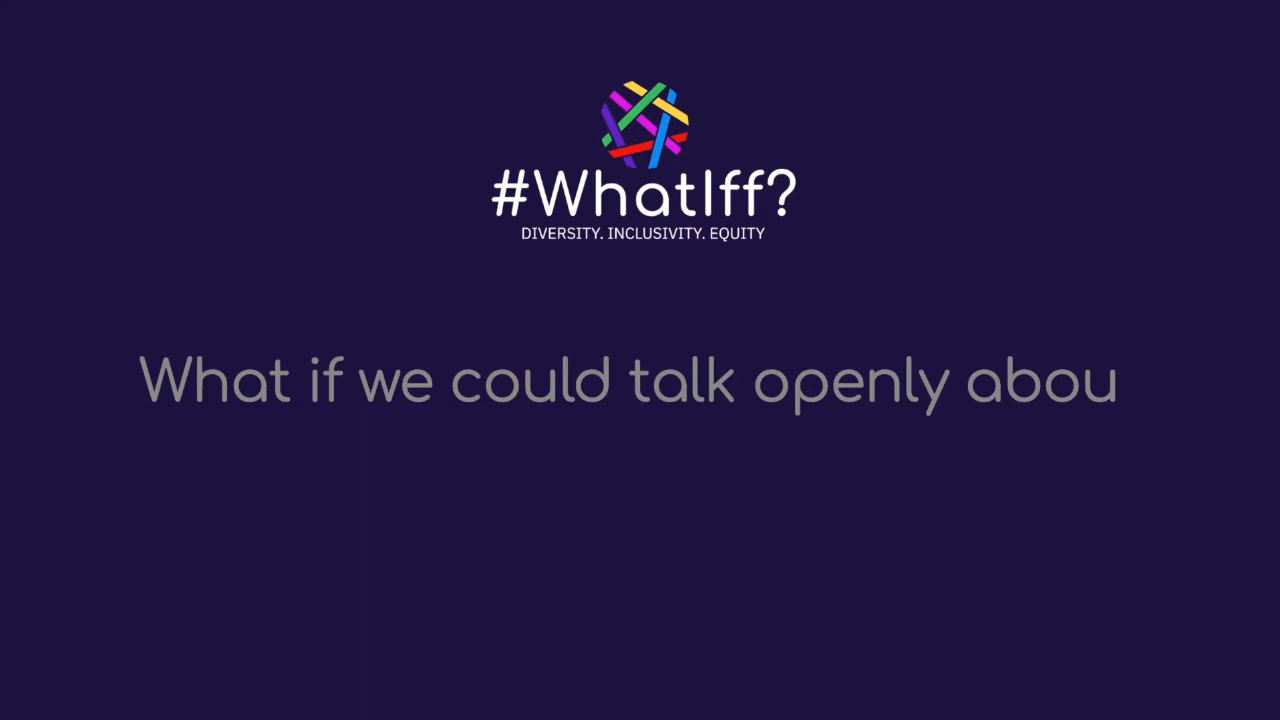 #WhatIff?
DIVERSITY. INCLUSIVITY. EQUITY
What if we could talk openly abou